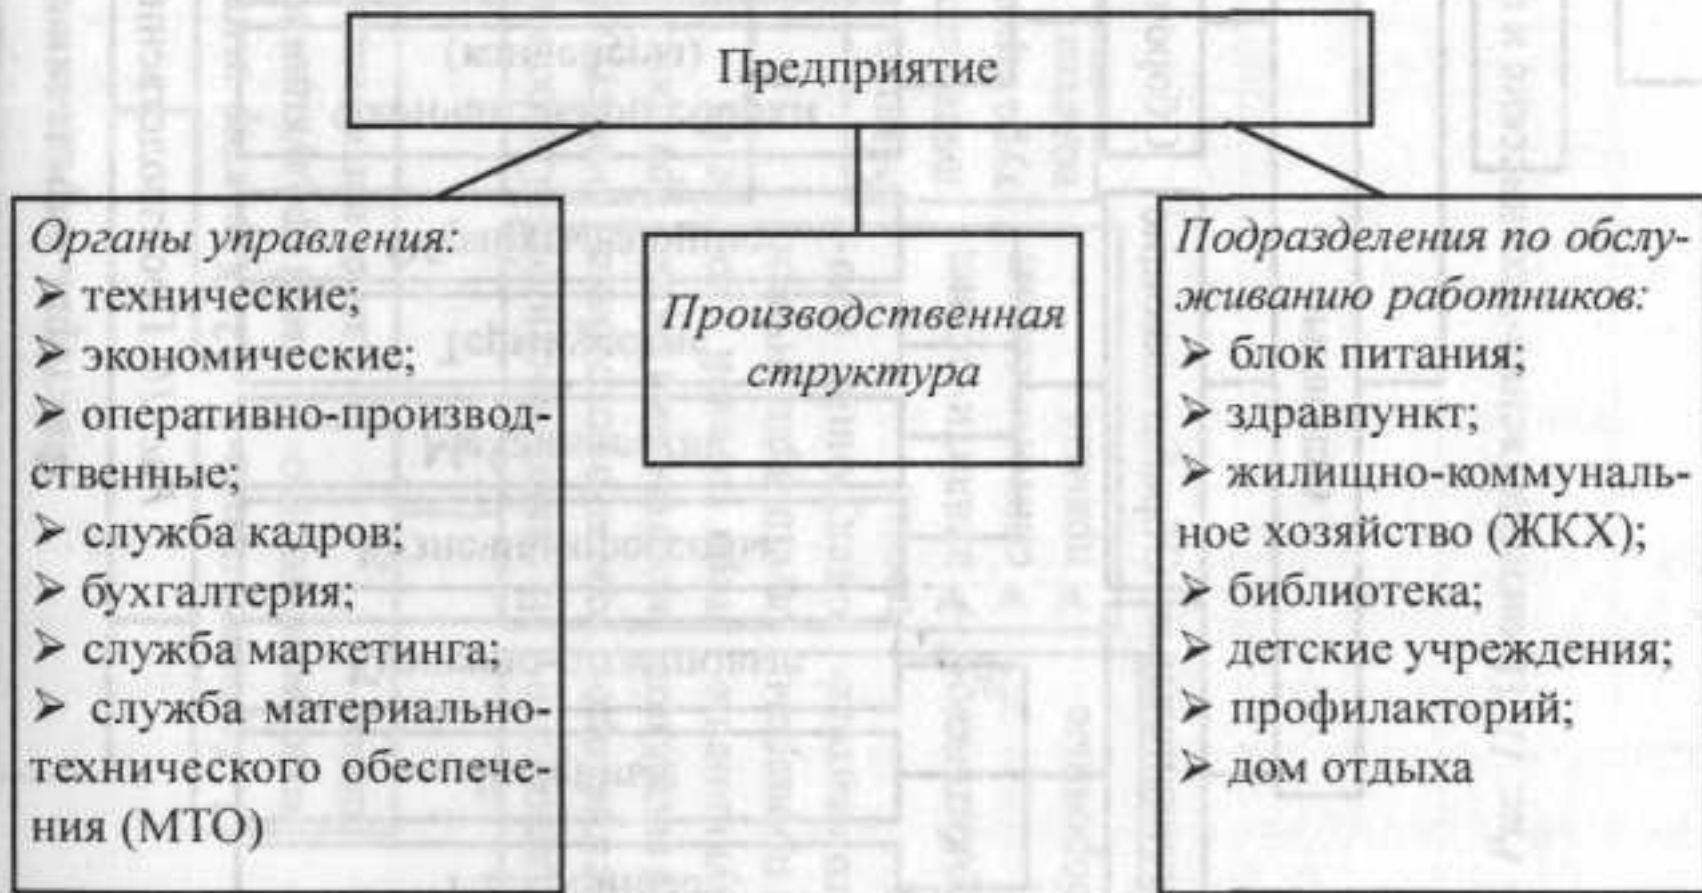 Предприятие
Органы управления:
➤ технические;
➤ экономические;
➤ оперативно-производ-
ственные;
➤ служба кадров;
➤ бухгалтерия;
➤ служба маркетинга;
➤ служба материально-
технического обеспече-
ния (МТО)
Производственная
структура
Подразделения по обслу-
живанию работников:
➤ блок питания;
➤ здравпункт;
➤ жилищно-коммуналь-
ное хозяйство (ЖКХ);
➤ библиотека;
➤ детские учреждения;
➤ профилакторий;
➤ дом отдыха